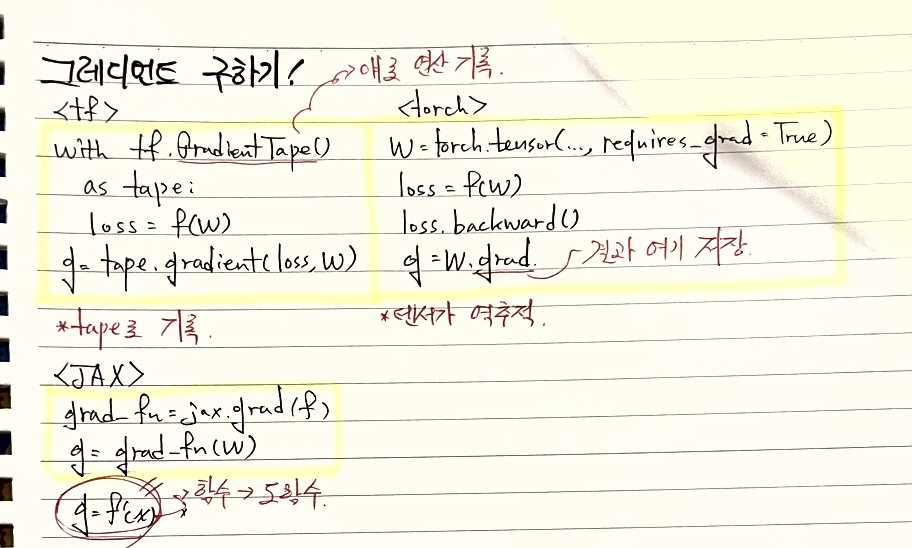 그레디언트 구하기!
→ 얘로 연산 기록.
<tf>
with tf.GradientTape()
as tape:
loss = f(W)
g= tape.gradient(loss, W)
*tape로 기록.
<torch>
W=torch.tensor(..., requires_grad=True)
loss = f(W)
loss.backward()
g =W.grad.
결과 여기 저장.
*텐서가 역추적.
<JAX>
grad_fn=jax.grad(f)
g= grad_fn(W)
g=f'(x)
→ 함수 → 도함수.